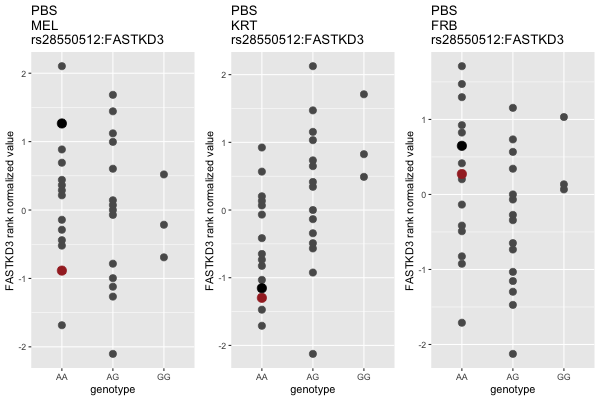 PBS
MEL
rs28550512:FASTKD3
FASTKD3 rank normalized value
2
1
0
-1
-2
AA
AG
GG
genotype
PBS
KRT
rs28550512:FASTKD3
FASTKD3 rank normalized value
2
1
0
-1
-2
AA
AG
GG
genotype
PBS
FRB
rs28550512:FASTKD3
FASTKD3 rank normalized value
1
0
-1
-2
AA
AG
GG
genotype